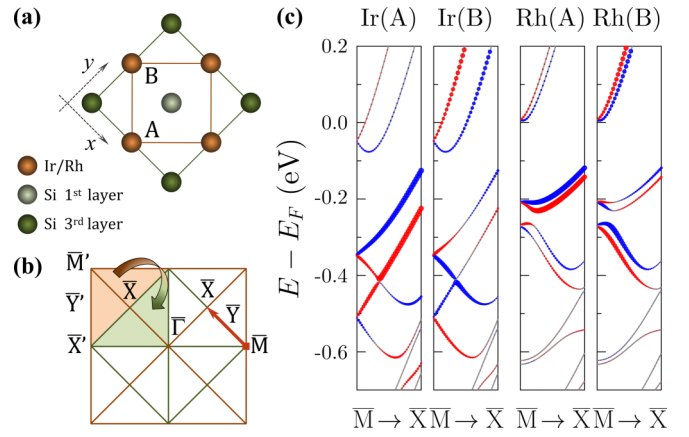 (a)
y
B
A
x
Ir/Rh
Si 1st layer
Si 3rd layer
(b)
M̅'
X̅
X̅
Y̅'
Y̅
Γ̅
X̅'
M̅
(c)
Ir(A) Ir(B) Rh(A) Rh(B)
0.2
0.0
-0.2
-0.4
-0.6
E − E_F (eV)
M̅ → X̅ M̅ → X̅ M̅ → X̅ M̅ → X̅